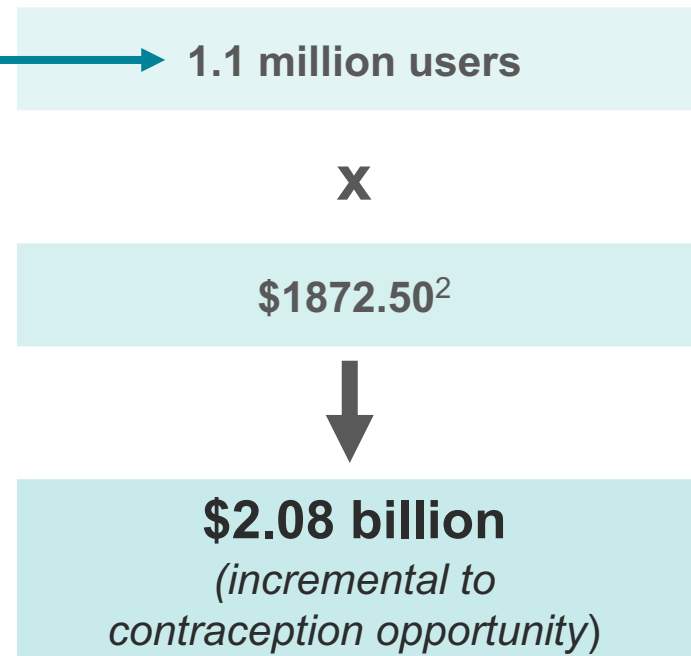 1.1 million users
x
$1872.50²
$2.08 billion
(incremental to
contraception opportunity)